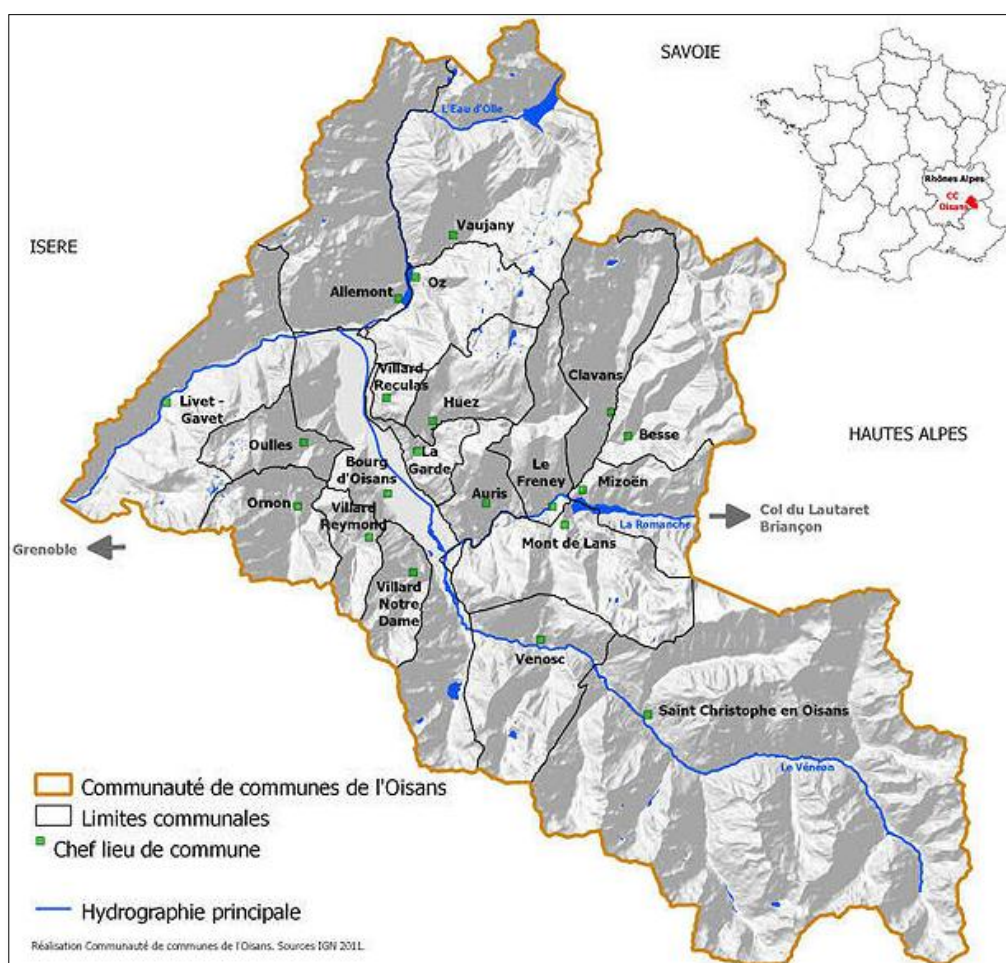 SAVOIE
L'Eau d'Olle
Rhônes Alpes
CC
Oisans
ISERE
Vaujany
Oz
Allemont
Villard
Reculas
Huez
Clavans
Livet -
Gavet
Oulles
Besse
HAUTES ALPES
La
Garde
Bourg
d'Oisans
Le
Freney
Mizoën
Auris
Ornon
Villard
Reymond
La Romanche
Col du Lautaret
Briançon
Mont de Lans
Grenoble
Villard
Notre
Dame
Venosc
Saint Christophe en Oisans
Le Vénéon
Communauté de communes de l'Oisans
Limites communales
Chef lieu de commune
Hydrographie principale
Réalisation Communauté de communes de l'Oisans. Sources IGN 2011.